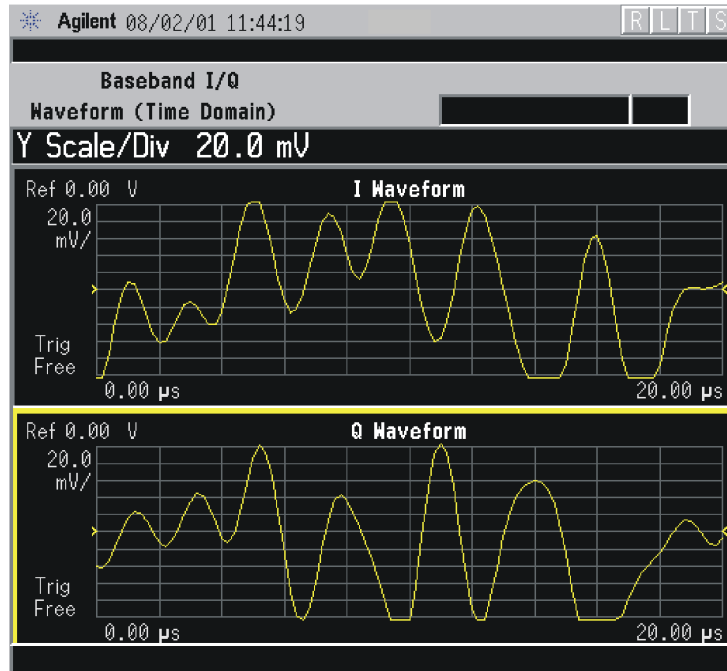 Agilent 08/02/01 11:44:19
R L T S
Baseband I/Q
Waveform (Time Domain)
Y Scale/Div 20.0 mV
Ref 0.00 V
I Waveform
20.0
mV/
Trig
Free
0.00 µs
20.00 µs
Ref 0.00 V
Q Waveform
20.0
mV/
Trig
Free
0.00 µs
20.00 µs